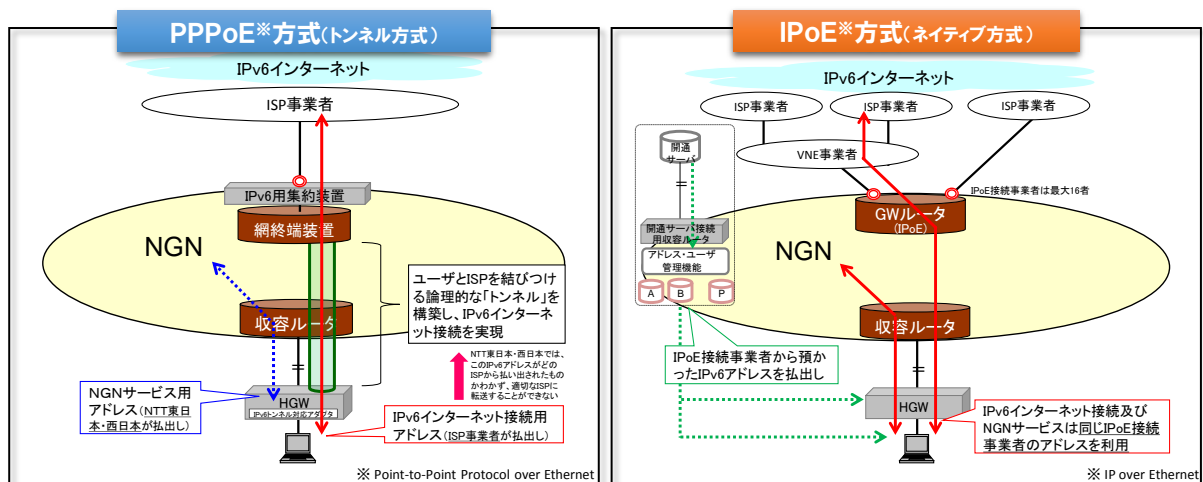 PPPoE※方式(トンネル方式)
IPv6インターネット
ISP事業者
IPv6用集約装置
網終端装置
NGN
収容ルータ
ユーザとISPを結びつけ
る論理的な「トンネル」を
構築し、IPv6インターネ
ット接続を実現
NTT東日本・西日本では、
このIPv6アドレスがどの
ISPから払い出されたもの
かわからず、適切なISPに
転送することができない
NGNサービス用
アドレス(NTT東日
本・西日本が払出し)
HGW
IPv6トンネル対応アダプタ
IPv6インターネット接続用
アドレス(ISP事業者が払出し)
※ Point-to-Point Protocol over Ethernet
IPoE※方式(ネイティブ方式)
IPv6インターネット
ISP事業者
ISP事業者
ISP事業者
VNE事業者
開通
サーバ
IPoE接続事業者は最大16者
GWルータ
(IPoE)
開通サーバ接続
用収容ルータ
アドレス・ユーザ
管理機能
A
B
P
NGN
収容ルータ
IPoE接続事業者から預か
ったIPv6アドレスを払出し
HGW
IPv6インターネット接続及び
NGNサービスは同じIPoE接続
事業者のアドレスを利用
※ IP over Ethernet